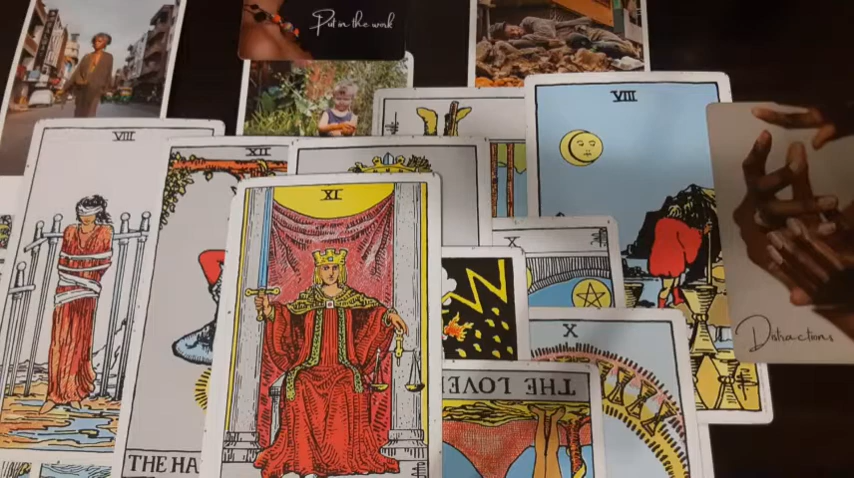 Put in the work
VIII
VIII
XII
XI
X
Distractions
X
THE LOVE
THE HA